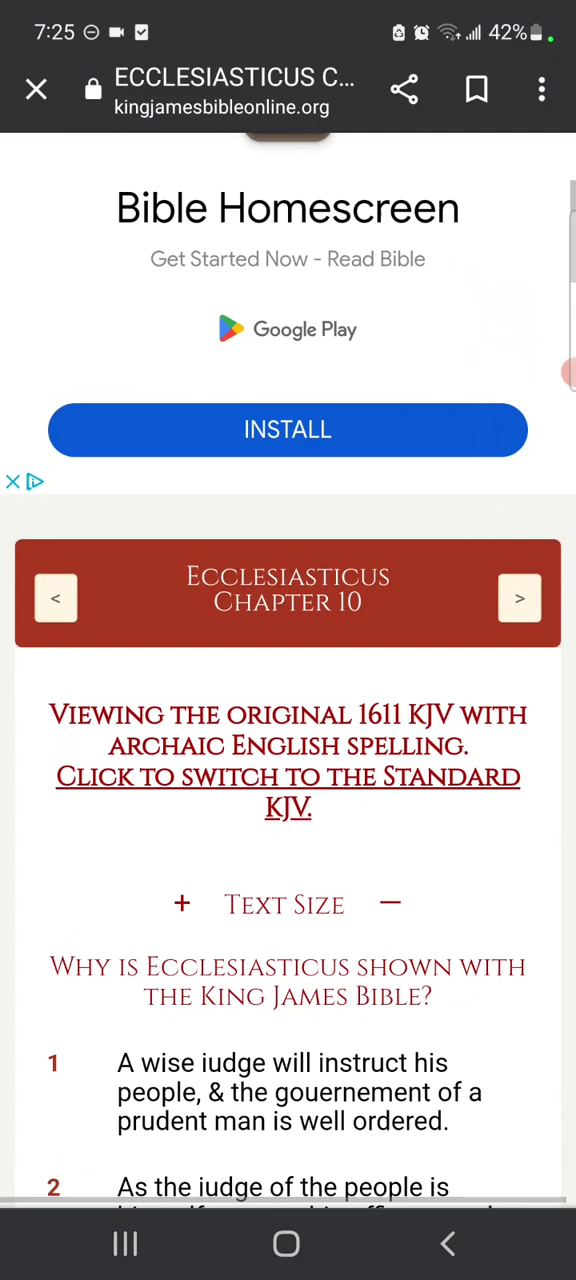 7:25 42%
ECCLESIASTICUS C...
kingjamesbibleonline.org
Bible Homescreen
Get Started Now - Read Bible
Google Play
INSTALL
Ecclesiasticus
Chapter 10
<
>
Viewing the original 1611 KJV with
archaic English spelling.
Click to switch to the Standard
KJV.
+ Text Size −
Why is Ecclesiasticus shown with
the King James Bible?
1 A wise iudge will instruct his
people, & the gouernement of a
prudent man is well ordered.
2 As the iudge of the people is